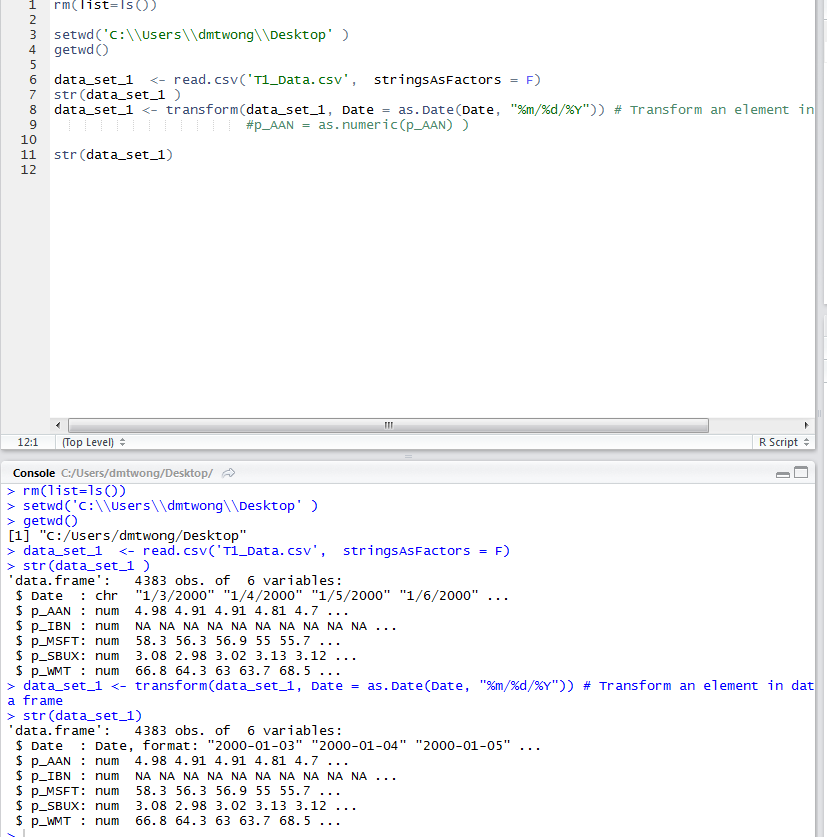 1 rm(list=ls())
2
3 setwd('C:\\Users\\dmtwong\\Desktop' )
4 getwd()
5
6 data_set_1  <- read.csv('T1_Data.csv',  stringsAsFactors = F)
7 str(data_set_1 )
8 data_set_1 <- transform(data_set_1, Date = as.Date(Date, "%m/%d/%Y")) # Transform an element in
9                         #p_AAN = as.numeric(p_AAN) )
10
11 str(data_set_1)
12
12:1 (Top Level) R Script
Console C:/Users/dmtwong/Desktop/
> rm(list=ls())
> setwd('C:\\Users\\dmtwong\\Desktop' )
> getwd()
[1] "C:/Users/dmtwong/Desktop"
> data_set_1  <- read.csv('T1_Data.csv',  stringsAsFactors = F)
> str(data_set_1 )
'data.frame':   4383 obs. of  6 variables:
 $ Date  : chr  "1/3/2000" "1/4/2000" "1/5/2000" "1/6/2000" ...
 $ p_AAN : num  4.98 4.91 4.91 4.81 4.7 ...
 $ p_IBN : num  NA NA NA NA NA NA NA NA NA NA ...
 $ p_MSFT: num  58.3 56.3 56.9 55 55.7 ...
 $ p_SBUX: num  3.08 2.98 3.02 3.13 3.12 ...
 $ p_WMT : num  66.8 64.3 63 63.7 68.5 ...
> data_set_1 <- transform(data_set_1, Date = as.Date(Date, "%m/%d/%Y")) # Transform an element in dat
a frame
> str(data_set_1)
'data.frame':   4383 obs. of  6 variables:
 $ Date  : Date, format: "2000-01-03" "2000-01-04" "2000-01-05" ...
 $ p_AAN : num  4.98 4.91 4.91 4.81 4.7 ...
 $ p_IBN : num  NA NA NA NA NA NA NA NA NA NA ...
 $ p_MSFT: num  58.3 56.3 56.9 55 55.7 ...
 $ p_SBUX: num  3.08 2.98 3.02 3.13 3.12 ...
 $ p_WMT : num  66.8 64.3 63 63.7 68.5 ...
>